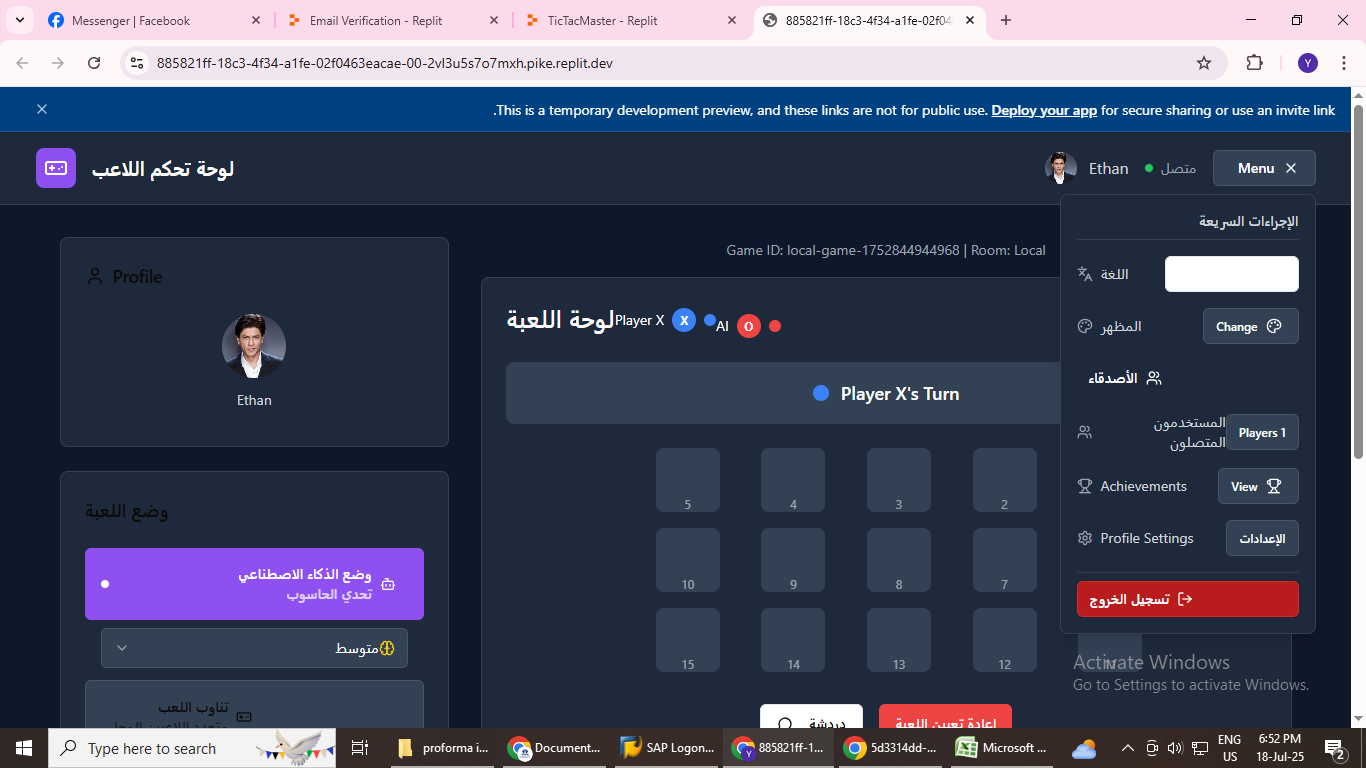 Messenger | Facebook
Email Verification - Replit
TicTacMaster - Replit
885821ff-18c3-4f34-a1fe-02f04
885821ff-18c3-4f34-a1fe-02f0463eacae-00-2vl3u5s7o7mxh.pike.replit.dev
Y
.This is a temporary development preview, and these links are not for public use. Deploy your app for secure sharing or use an invite link
لوحة تحكم اللاعب
Ethan
متصل
Menu
الإجراءات السريعة
اللغة
المظهر
Change
الأصدقاء
المستخدمون
المتصلون
Players 1
Achievements
View
Profile Settings
الإعدادات
تسجيل الخروج
Profile
Ethan
وضع اللعبة
وضع الذكاء الاصطناعي
تحدي الحاسوب
متوسط
تناوب اللعب
Game ID: local-game-1752844944968 | Room: Local
لوحة اللعبة
Player X
X
AI
O
Player X's Turn
5
4
3
2
10
9
8
7
15
14
13
12
دردشة
إعادة تعيين اللعبة
Activate Windows
Go to Settings to activate Windows.
Type here to search
proforma i...
Document...
SAP Logon...
885821ff-1...
5d3314dd-...
Microsoft ...
ENG
US
6:52 PM
18-Jul-25
2